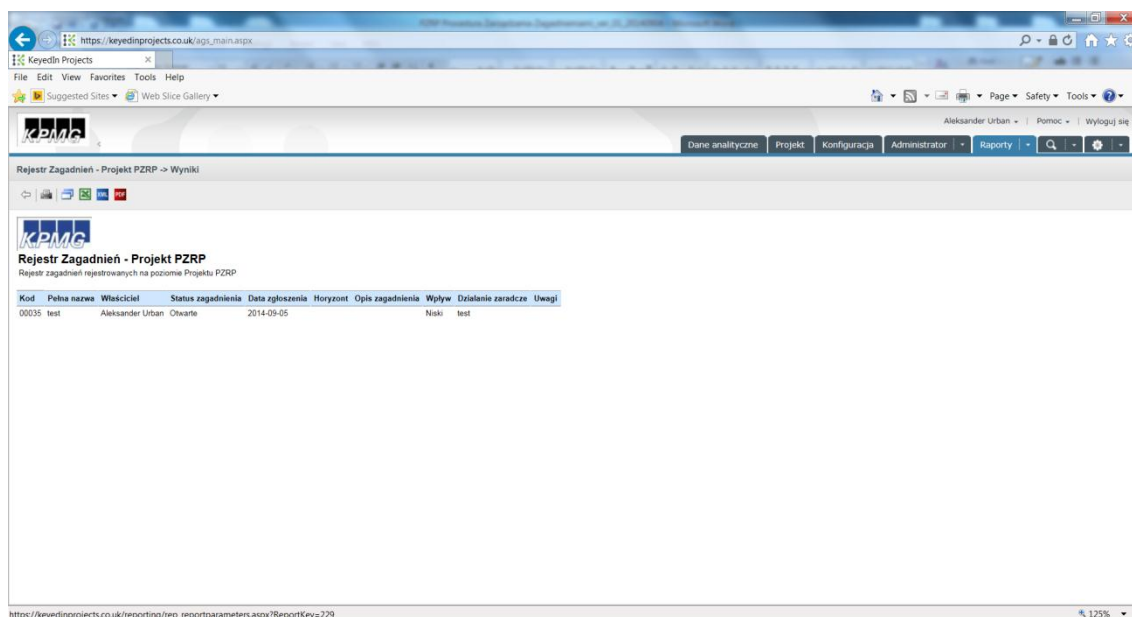 https://keyedinprojects.co.uk/ags_main.aspx
KeyedIn Projects
File Edit View Favorites Tools Help
Suggested Sites Web Slice Gallery
Page Safety Tools
Aleksander Urban | Pomoc | Wyloguj się
KPMG
Dane analityczne Projekt Konfiguracja Administrator Raporty
Rejestr Zagadnień - Projekt PZRP -> Wyniki
XML PDF
KPMG
Rejestr Zagadnień - Projekt PZRP
Rejestr zagadnień rejestrowanych na poziomie Projektu PZRP
Kod Pełna nazwa Właściciel Status zagadnienia Data zgłoszenia Horyzont Opis zagadnienia Wpływ Działanie zaradcze Uwagi
00035 test Aleksander Urban Otwarte 2014-09-05 Niski test
https://keyedinprojects.co.uk/reporting/rep_reportparameters.aspx?ReportKey=229
125%